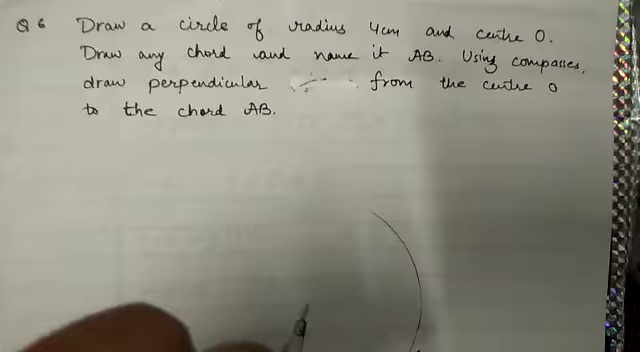 Q 6 Draw a circle of radius 4cm and centre O.
Draw any chord and name it AB. Using compasses,
draw perpendicular from the centre O
to the chord AB.